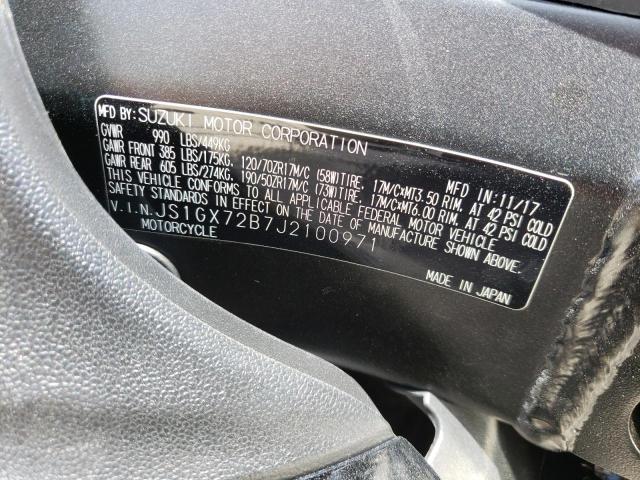 MFD BY: SUZUKI MOTOR CORPORATION
GVWR 990 LBS/449KG MFD IN: 11/17
GAWR FRONT 385 LBS/175KG. 120/70ZR17M/C (58W)TIRE. 17M/C×MT3.50 RIM. AT 42 PSI COLD
GAWR REAR 605 LBS/274KG. 190/50ZR17M/C (73W)TIRE. 17M/C×MT6.00 RIM. AT 42 PSI COLD
THIS VEHICLE CONFORMS TO ALL APPLICABLE FEDERAL MOTOR VEHICLE
SAFETY STANDARDS IN EFFECT ON THE DATE OF MANUFACTURE SHOWN ABOVE.
V.I.N. JS1GX72B7J2100971
MOTORCYCLE MADE IN JAPAN